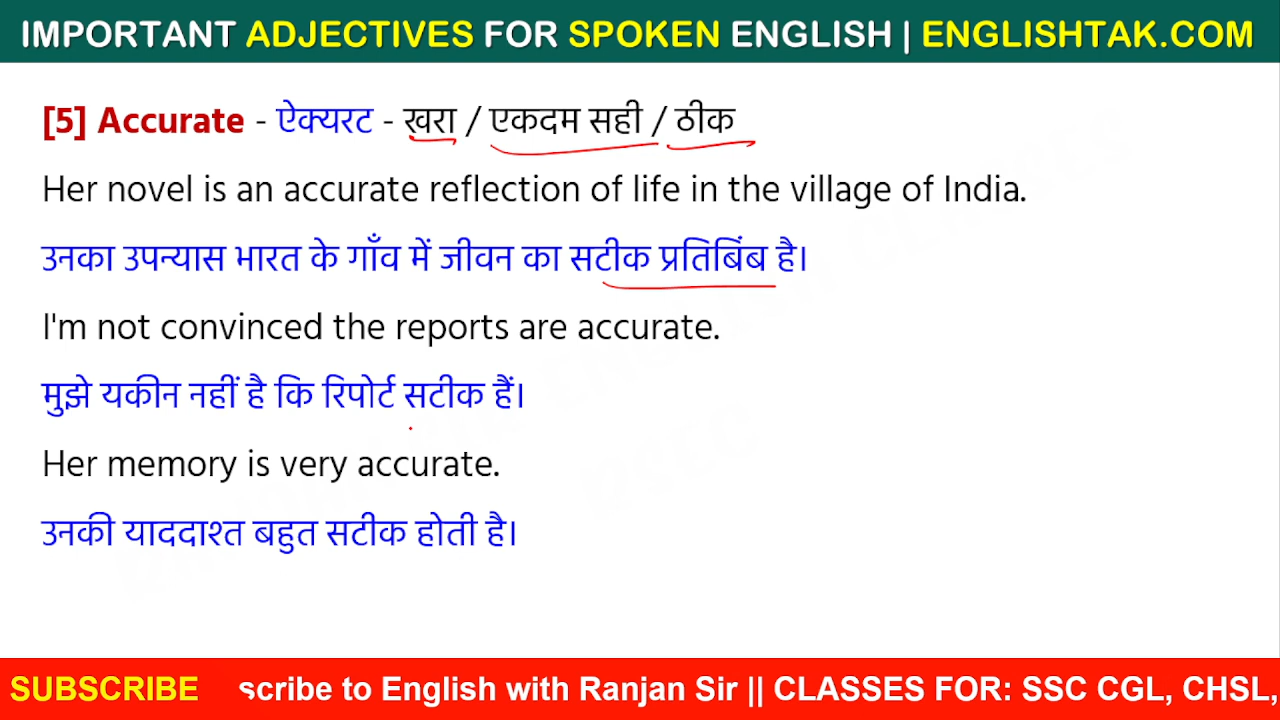 IMPORTANT ADJECTIVES FOR SPOKEN ENGLISH | ENGLISHTAK.COM
[5] Accurate - ऐक्यरट - खरा / एकदम सही / ठीक
Her novel is an accurate reflection of life in the village of India.
उनका उपन्यास भारत के गाँव में जीवन का सटीक प्रतिबिंब है।
I'm not convinced the reports are accurate.
मुझे यकीन नहीं है कि रिपोर्ट सटीक हैं।
Her memory is very accurate.
उनकी याददाश्त बहुत सटीक होती है।
SUBSCRIBE scribe to English with Ranjan Sir || CLASSES FOR: SSC CGL, CHSL,